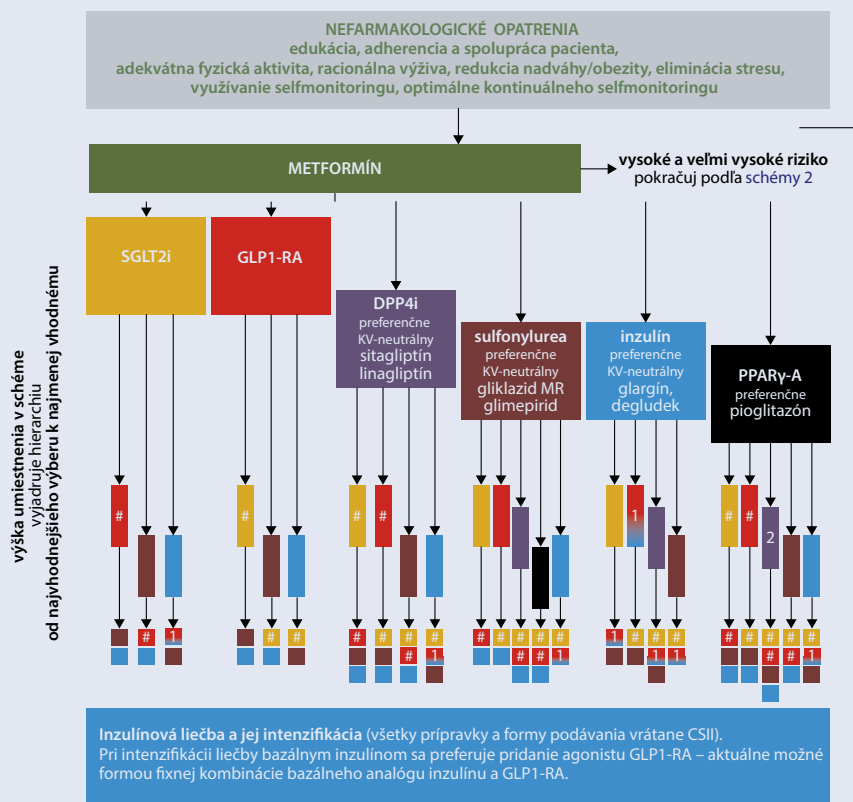 NEFARMAKOLOGICKÉ OPATRENIA
edukácia, adherencia a spolupráca pacienta,
adekvátna fyzická aktivita, racionálna výživa, redukcia nadváhy/obezity, eliminácia stresu,
využívanie selfmonitoringu, optimálne kontinuálneho selfmonitoringu
METFORMÍN
vysoké a veľmi vysoké riziko
pokračuj podľa schémy 2
výška umiestnenia v schéme
vyjadruje hierarchiu
od najvýhodnejšieho výberu k najmenej vhodnému
SGLT2i
GLP1-RA
DPP4i
preferenčne
KV-neutrálny
sitagliptín
linagliptín
sulfonylurea
preferenčne
KV-neutrálny
gliklazid MR
glimepirid
inzulín
preferenčne
KV-neutrálny
glargín,
degludek
PPARγ-A
preferenčne
pioglitazón
# # # # 1 # #
2
# 1 # # # # # # # # # # # 1 # # # # # # # #
# 1 # # 1 1 1 # # 1
Inzulínová liečba a jej intenzifikácia (všetky prípravky a formy podávania vrátane CSII).
Pri intenzifikácii liečby bazálnym inzulínom sa preferuje pridanie agonistu GLP1-RA – aktuálne možné
formou fixnej kombinácie bazálneho analógu inzulínu a GLP1-RA.